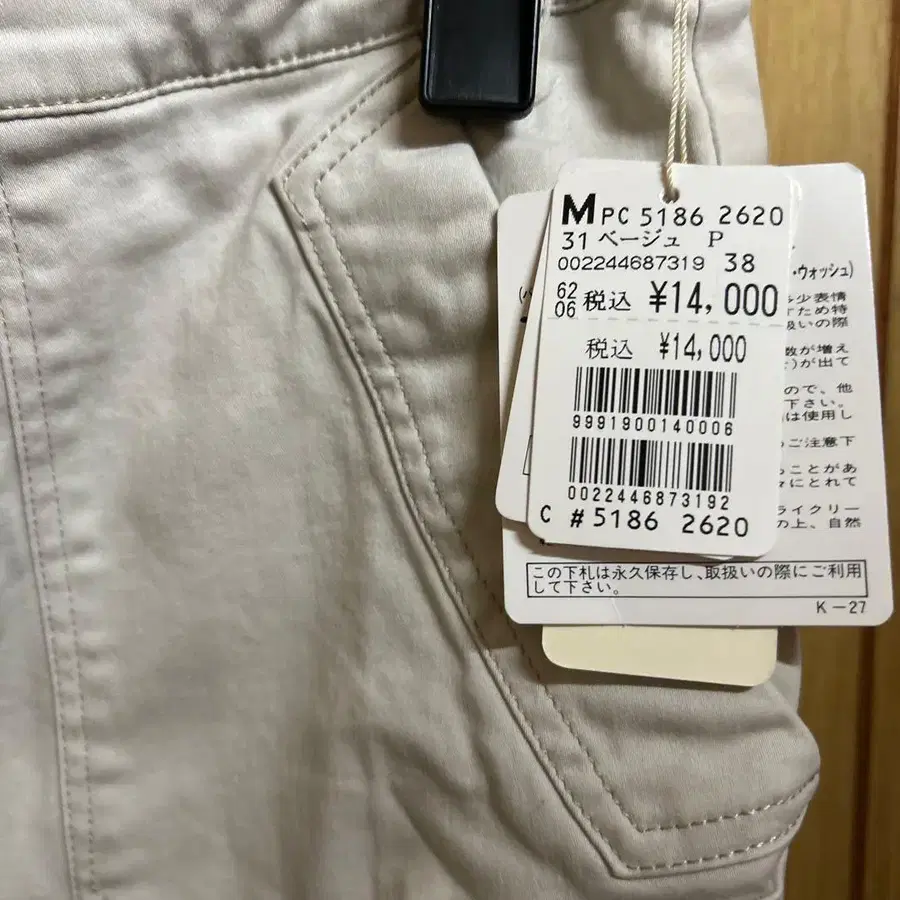 M PC 5186 2620
31 ベージュ P
002244687319 38
62
06 税込 ¥14,000
税込 ¥14,000
9991900140006
0022446873192
C # 5186 2620
・ウォッシュ)
少表情
すため特
扱いの際
数が増え
)が出て
ので、他
下さい。
は使用し
ご注意下
ことがあ
々にとれて
ライクリー
の上、自然
この下札は永久保存し、取扱いの際にご利用
して下さい。
K-27